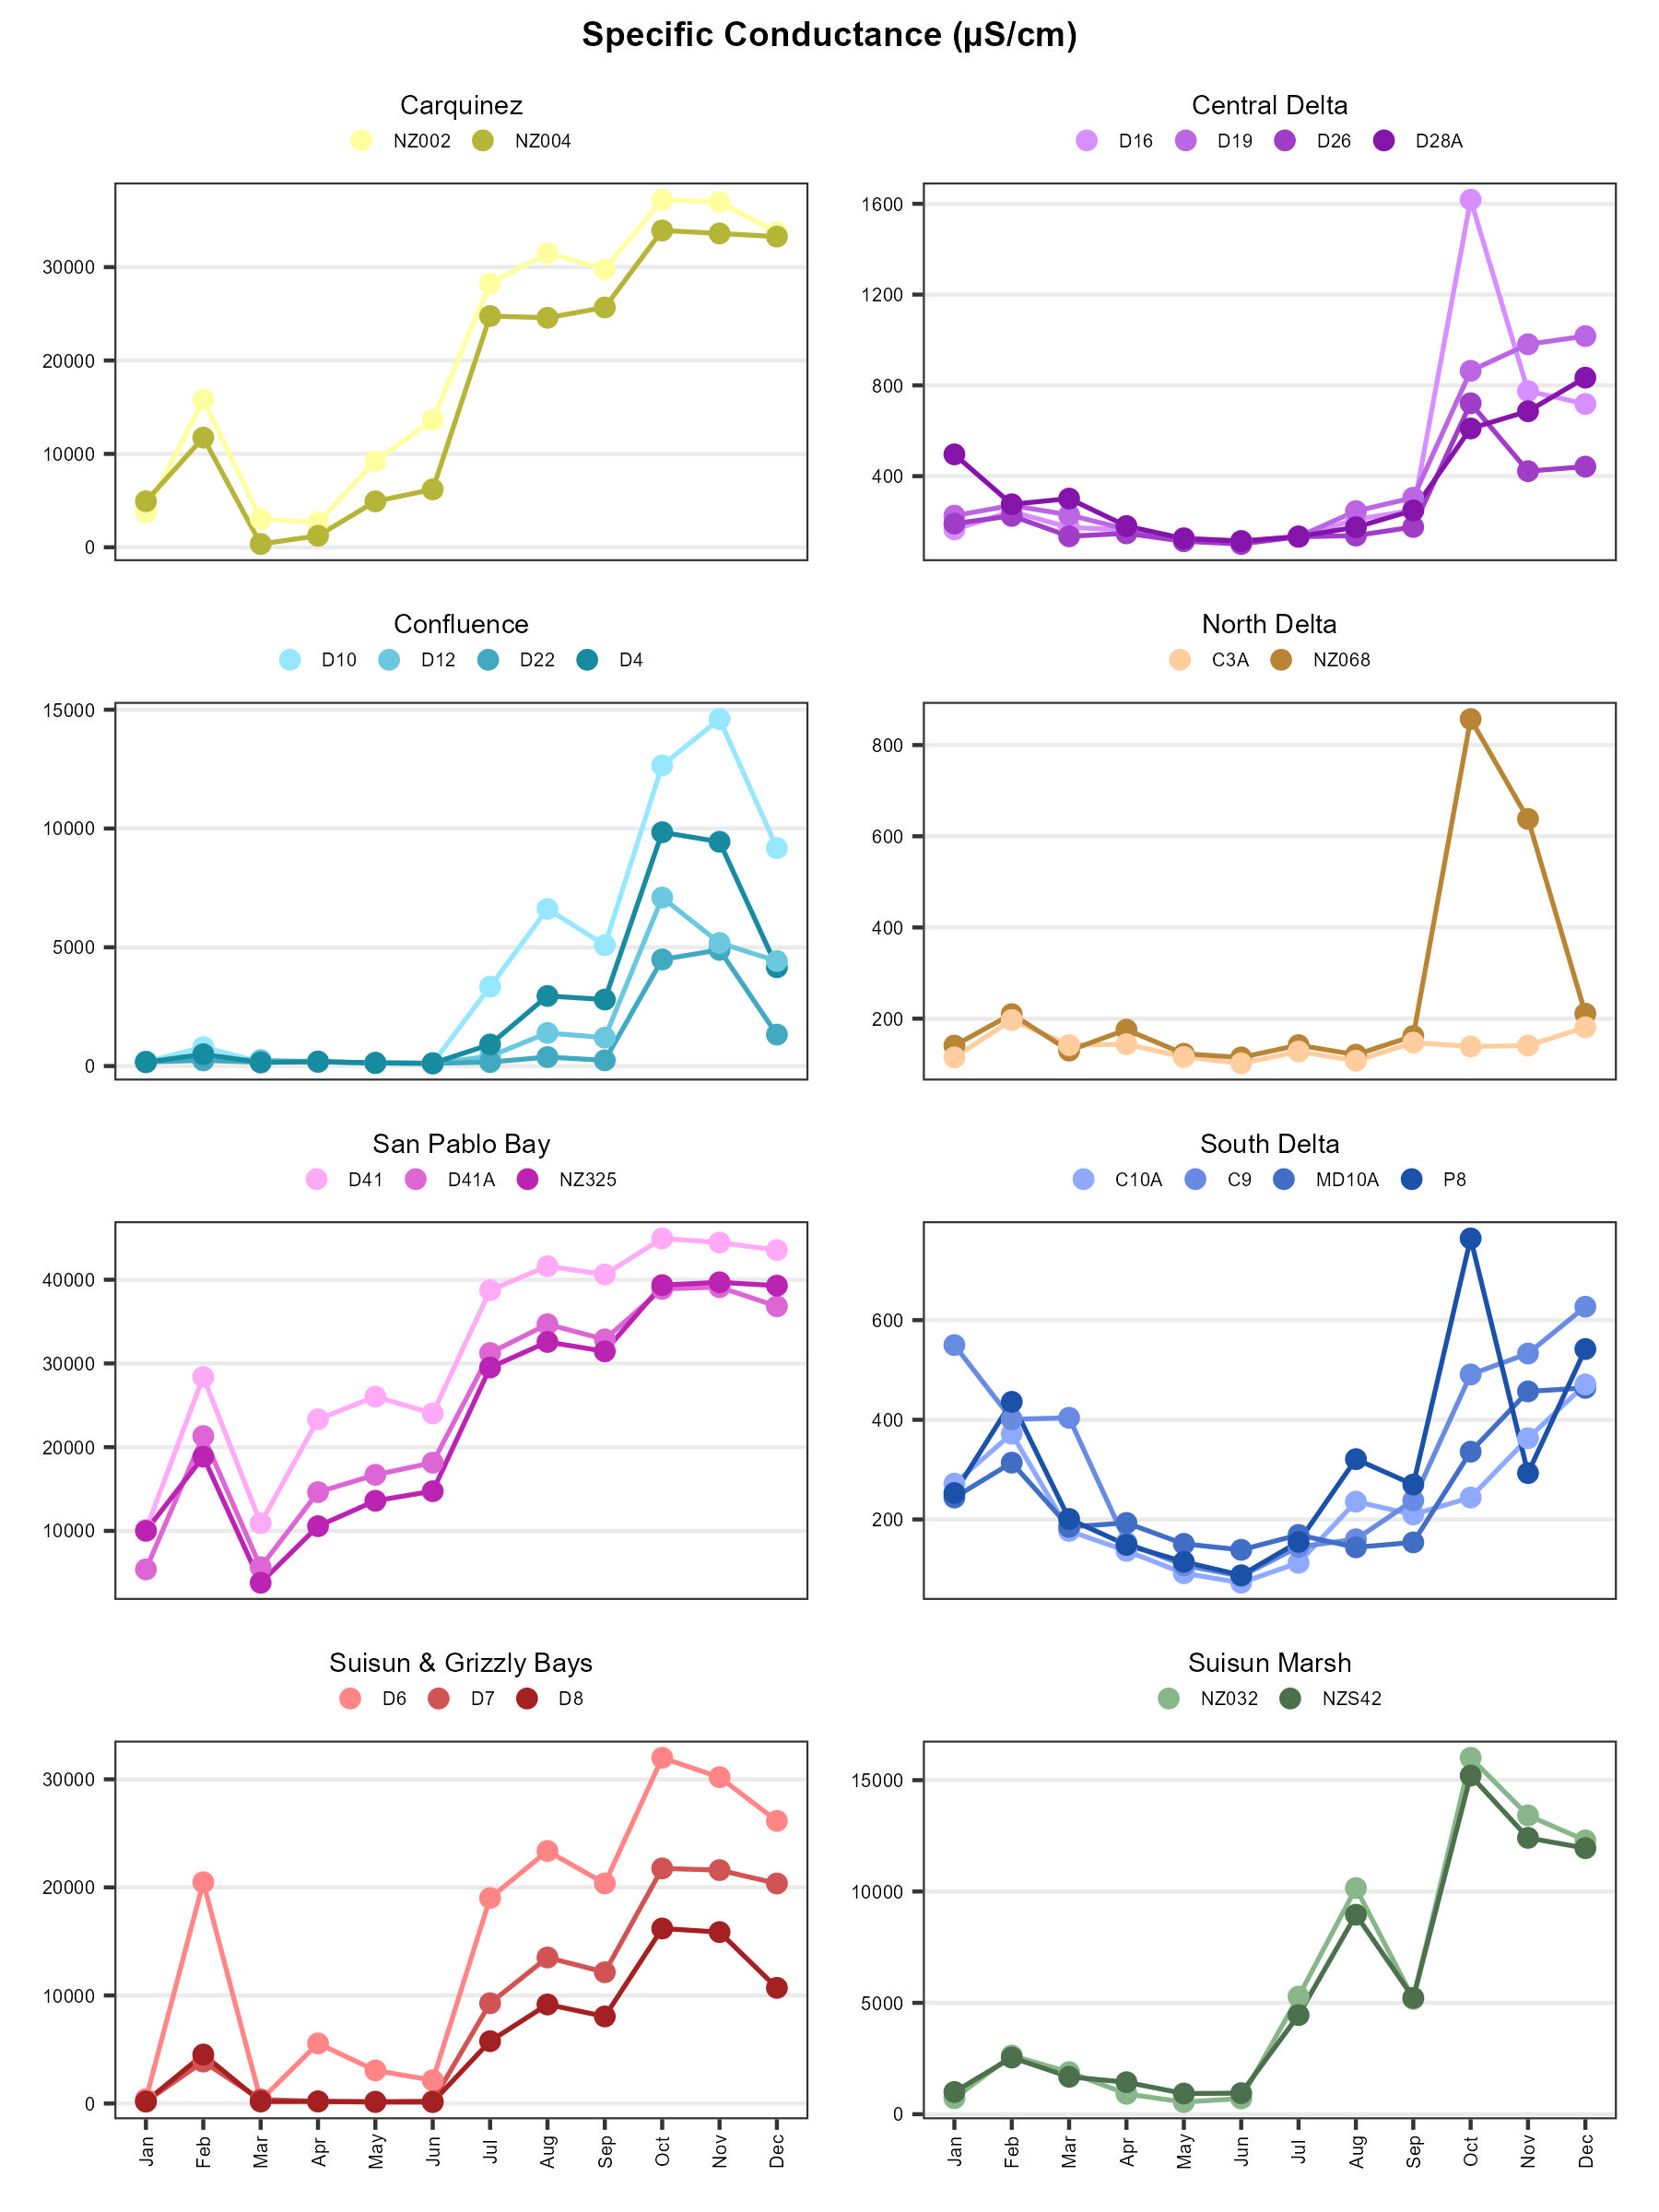 Specific Conductance (µS/cm)
Carquinez
NZ002 NZ004
30000
20000
10000
0
Central Delta
D16 D19 D26 D28A
1600
1200
800
400
Confluence
D10 D12 D22 D4
15000
10000
5000
0
North Delta
C3A NZ068
800
600
400
200
San Pablo Bay
D41 D41A NZ325
40000
30000
20000
10000
South Delta
C10A C9 MD10A P8
600
400
200
Suisun & Grizzly Bays
D6 D7 D8
30000
20000
10000
0
Jan Feb Mar Apr May Jun Jul Aug Sep Oct Nov Dec
Suisun Marsh
NZ032 NZS42
15000
10000
5000
0
Jan Feb Mar Apr May Jun Jul Aug Sep Oct Nov Dec